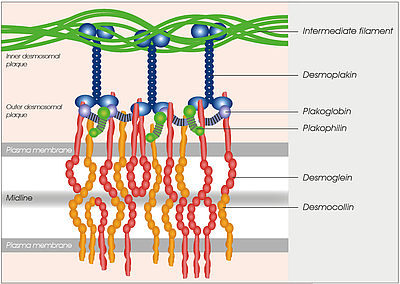 Intermediate filament
Inner desmosomal
plaque
Desmoplakin
Outer desmosomal
plaque
Plakoglobin
Plakophilin
Plasma membrane
Desmoglein
Midline
Desmocollin
Plasma membrane